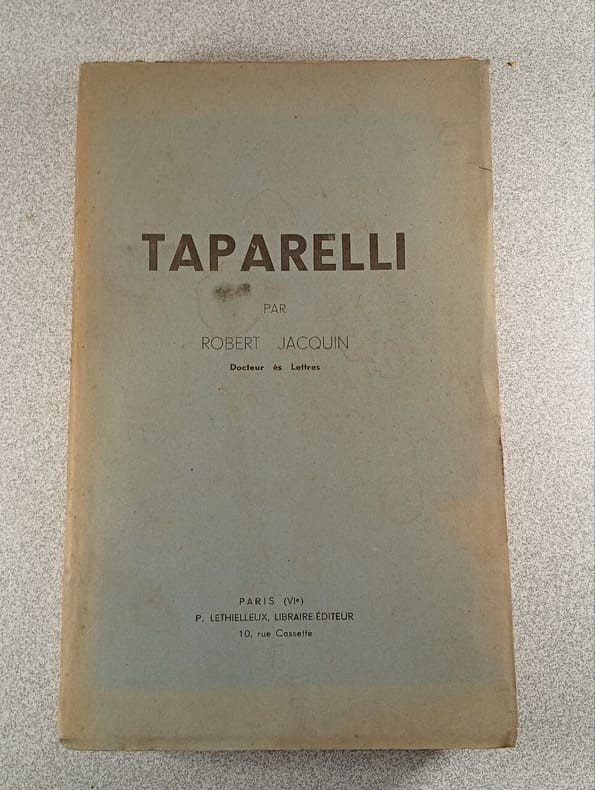 TAPARELLI
PAR
ROBERT JACQUIN
Docteur ès Lettres
PARIS (VIe)
P. LETHIELLEUX, LIBRAIRE-ÉDITEUR
10, rue Cassette